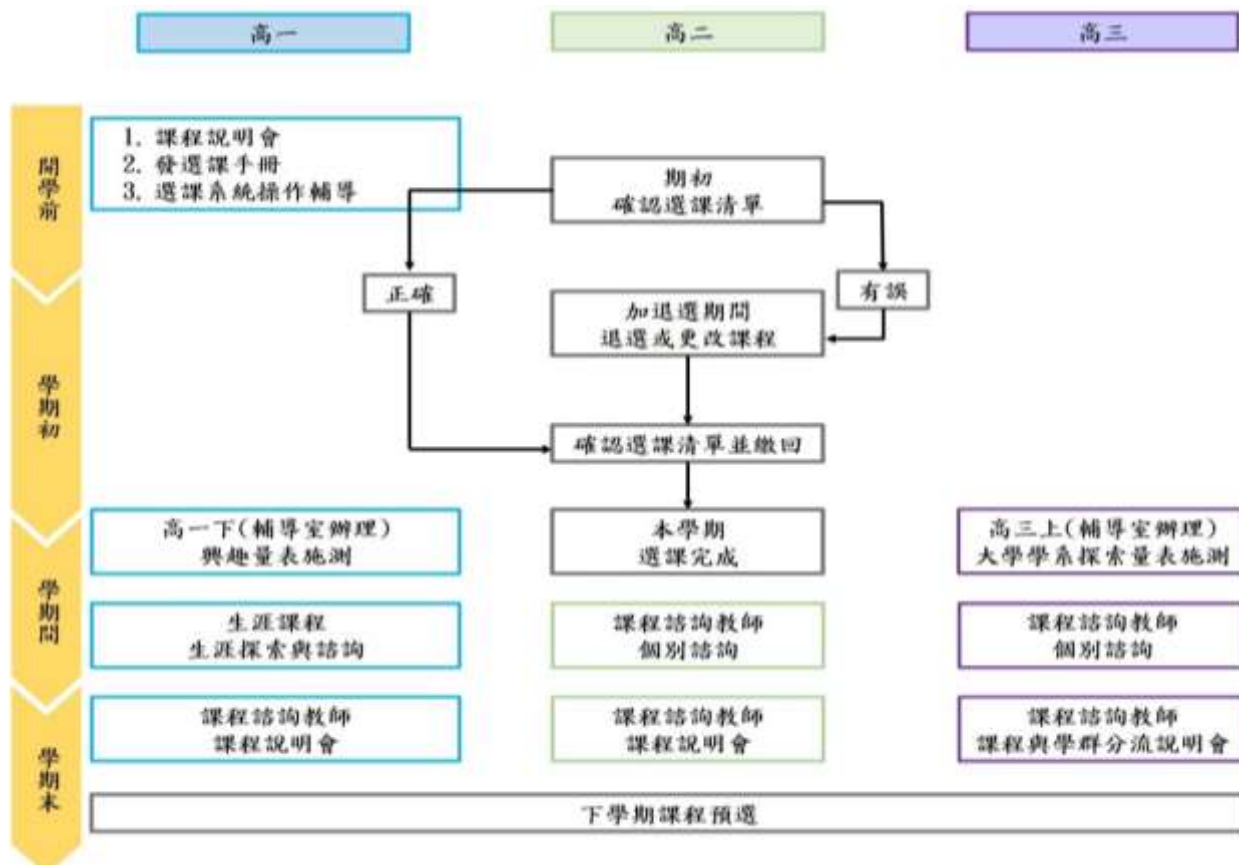 高一
高二
高三
開學前
1. 課程說明會
2. 發選課手冊
3. 選課系統操作輔導
期初
確認選課清單
正確
有誤
學期初
加退選期間
退選或更改課程
確認選課清單並繳回
學期間
高一下(輔導室辦理)
興趣量表施測
本學期
選課完成
高三上(輔導室辦理)
大學學系探索量表施測
生涯課程
生涯探索與諮詢
課程諮詢教師
個別諮詢
課程諮詢教師
個別諮詢
學期末
課程諮詢教師
課程說明會
課程諮詢教師
課程說明會
課程諮詢教師
課程與學群分流說明會
下學期課程預選